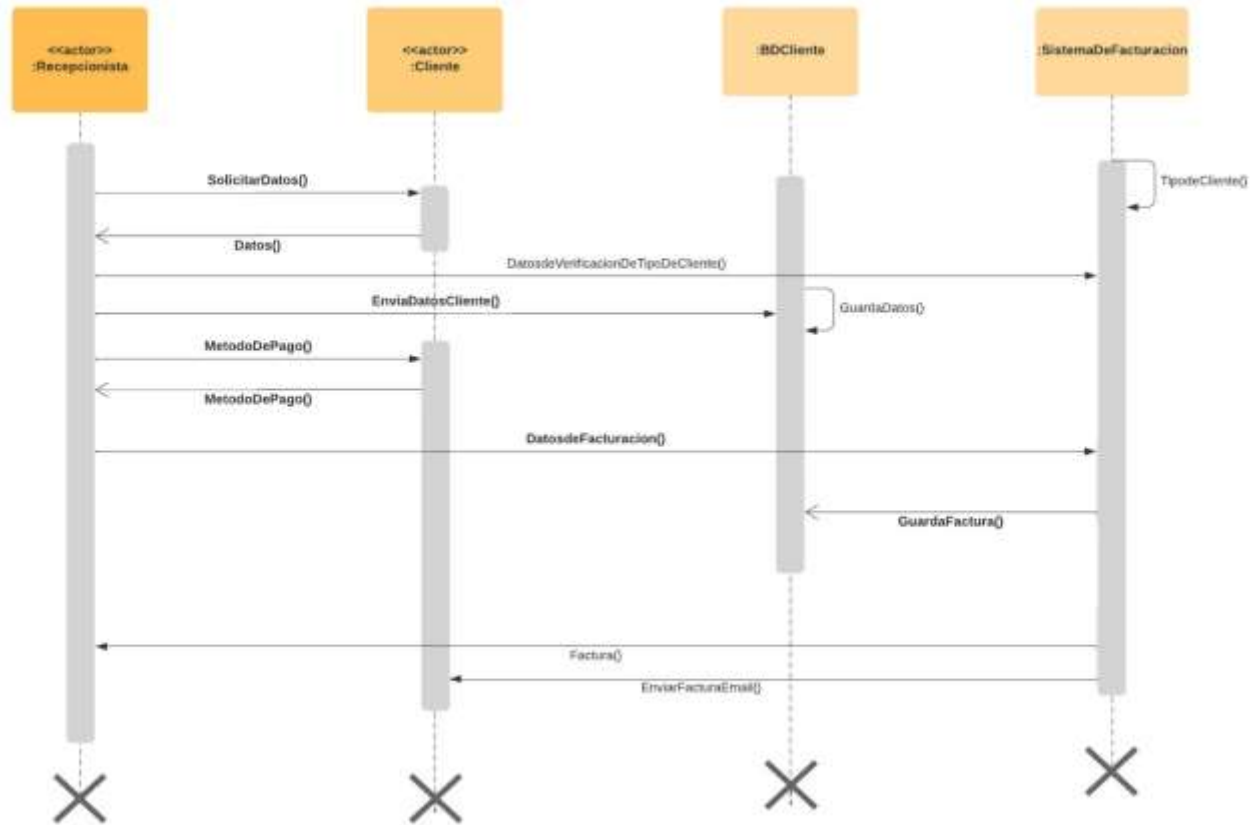 <<actor>>
:Recepcionista
<<actor>>
:Cliente
:BDCliente
:SistemaDeFacturacion
SolicitarDatos()
TipodeCliente()
Datos()
DatosdeVerificacionDeTipoDeCliente()
EnviaDatosCliente()
GuardaDatos()
MetodoDePago()
MetodoDePago()
DatosdeFacturacion()
GuardaFactura()
Factura()
EnviarFacturaEmail()